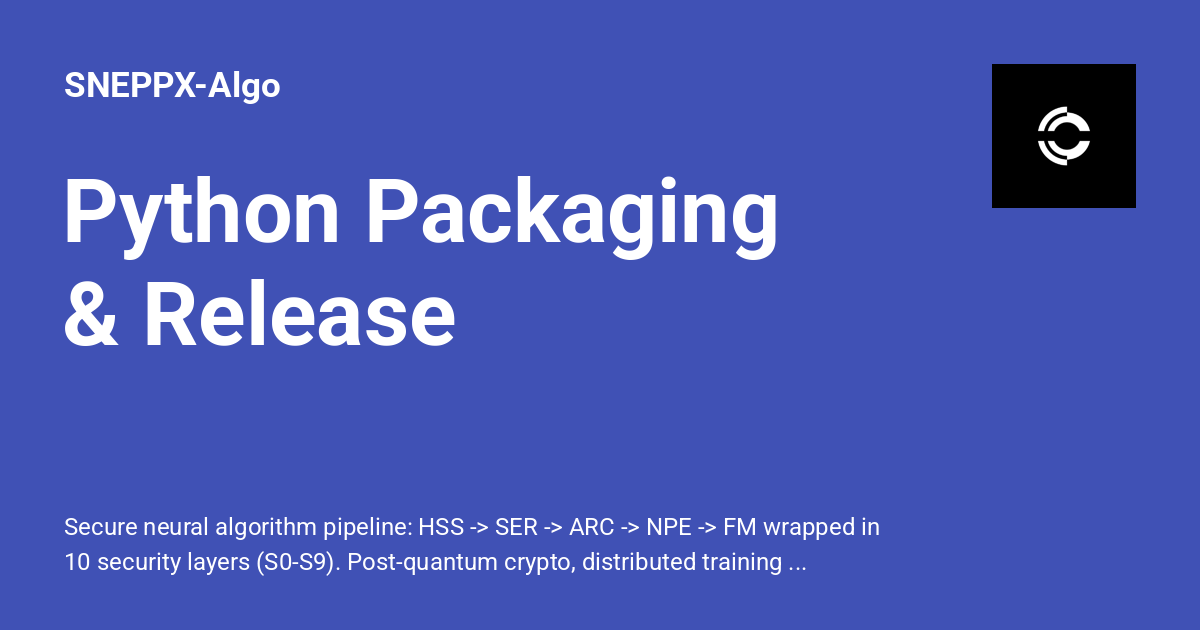 SNEPPX-Algo
Python Packaging
& Release
Secure neural algorithm pipeline: HSS -> SER -> ARC -> NPE -> FM wrapped in
10 security layers (S0-S9). Post-quantum crypto, distributed training ...